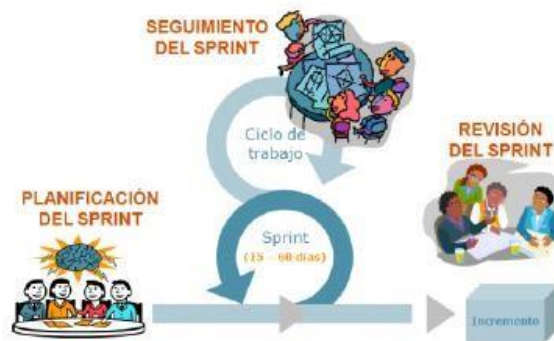 SEGUIMIENTO
DEL SPRINT
Ciclo de
trabajo
REVISIÓN
DEL SPRINT
PLANIFICACIÓN
DEL SPRINT
Sprint
(15 - 60 días)
Incremento